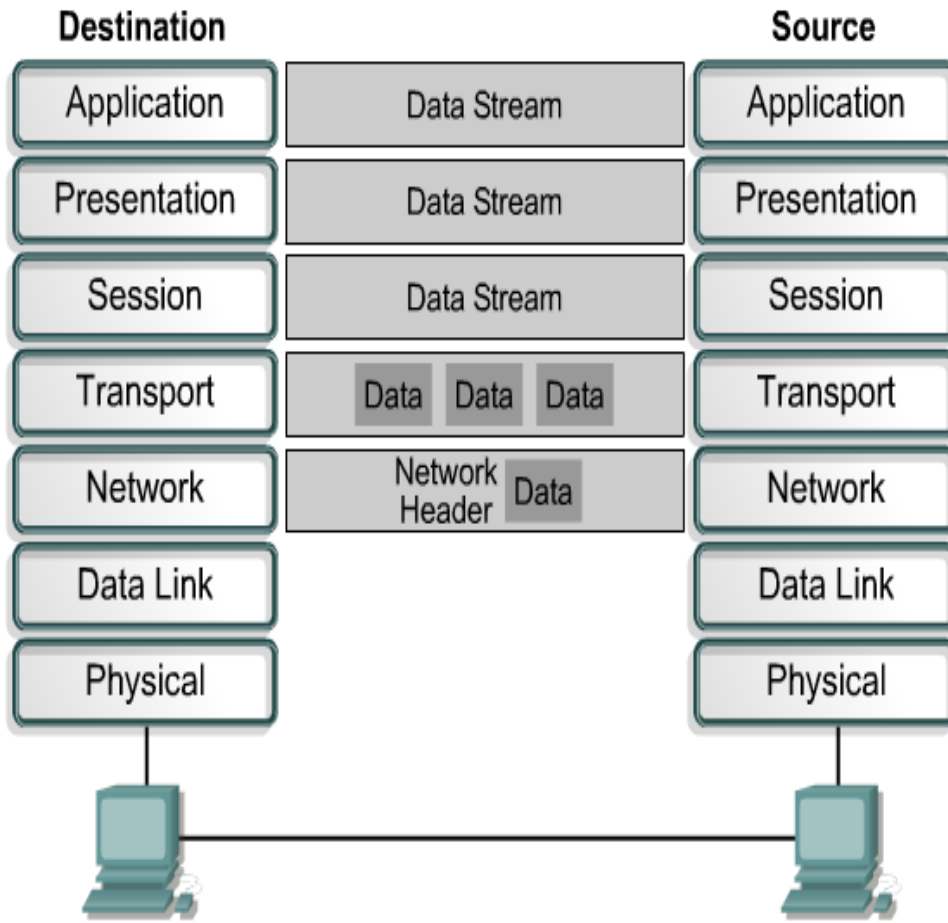 Destination
Source
Application
Data Stream
Application
Presentation
Data Stream
Presentation
Session
Data Stream
Session
Transport
Data Data Data
Transport
Network
Network
Header
Data
Network
Data Link
Data Link
Physical
Physical